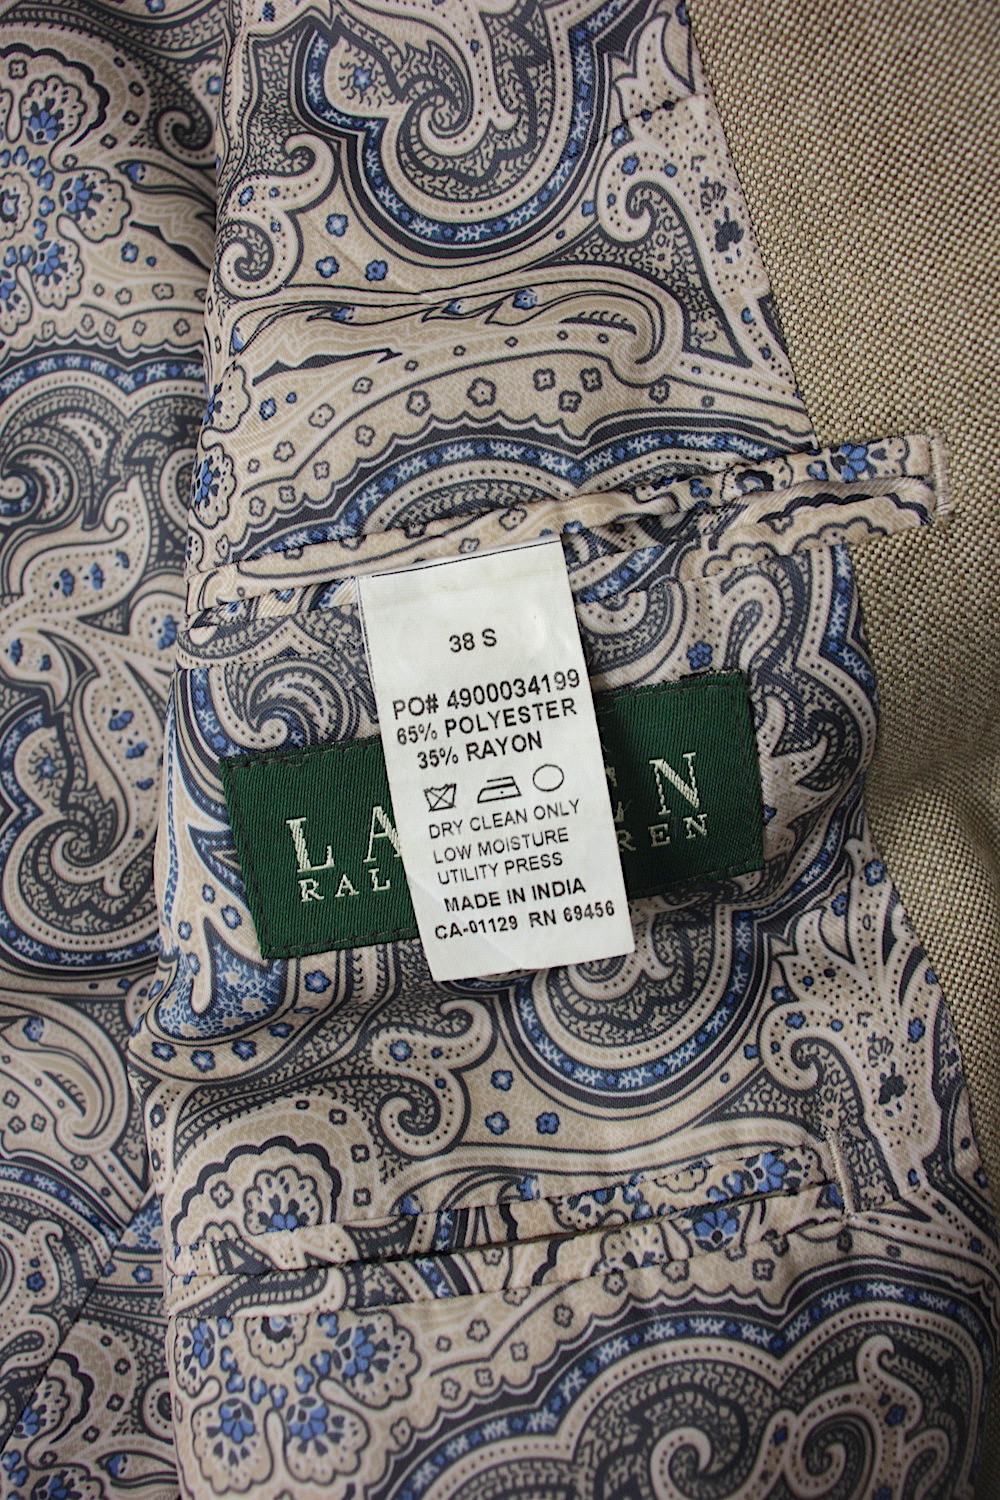 38 S
PO# 4900034199
65% POLYESTER
35% RAYON
DRY CLEAN ONLY
LOW MOISTURE
UTILITY PRESS
MADE IN INDIA
CA-01129 RN 69456